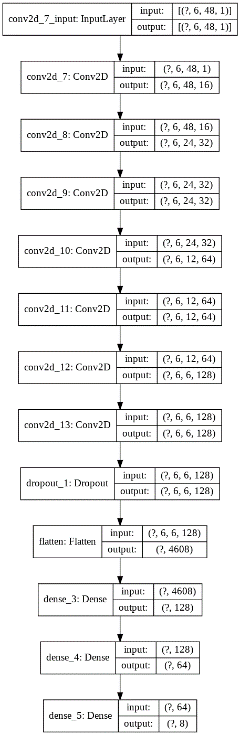 conv2d_7_input: InputLayer input: [(?, 6, 48, 1)]
output: [(?, 6, 48, 1)]
conv2d_7: Conv2D input: (?, 6, 48, 1)
output: (?, 6, 48, 16)
conv2d_8: Conv2D input: (?, 6, 48, 16)
output: (?, 6, 24, 32)
conv2d_9: Conv2D input: (?, 6, 24, 32)
output: (?, 6, 24, 32)
conv2d_10: Conv2D input: (?, 6, 24, 32)
output: (?, 6, 12, 64)
conv2d_11: Conv2D input: (?, 6, 12, 64)
output: (?, 6, 12, 64)
conv2d_12: Conv2D input: (?, 6, 12, 64)
output: (?, 6, 6, 128)
conv2d_13: Conv2D input: (?, 6, 6, 128)
output: (?, 6, 6, 128)
dropout_1: Dropout input: (?, 6, 6, 128)
output: (?, 6, 6, 128)
flatten: Flatten input: (?, 6, 6, 128)
output: (?, 4608)
dense_3: Dense input: (?, 4608)
output: (?, 128)
dense_4: Dense input: (?, 128)
output: (?, 64)
dense_5: Dense input: (?, 64)
output: (?, 8)